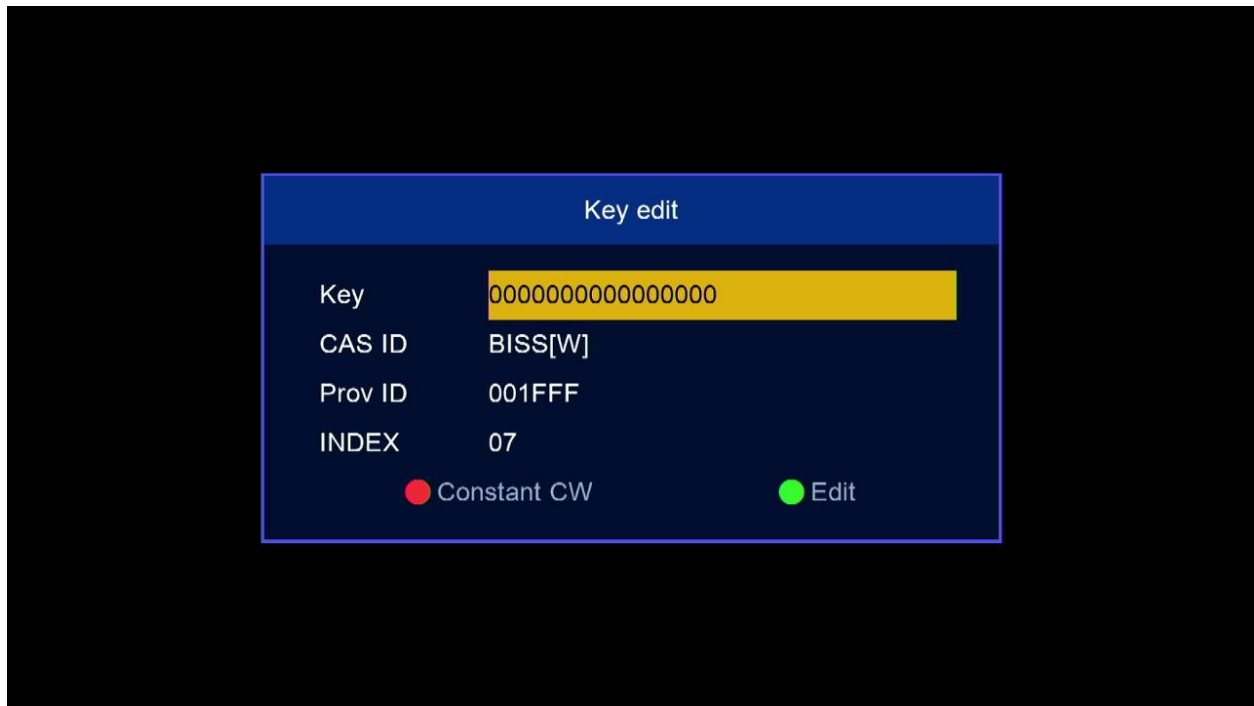 Key edit
Key 0000000000000000
CAS ID BISS[W]
Prov ID 001FFF
INDEX 07
Constant CW Edit